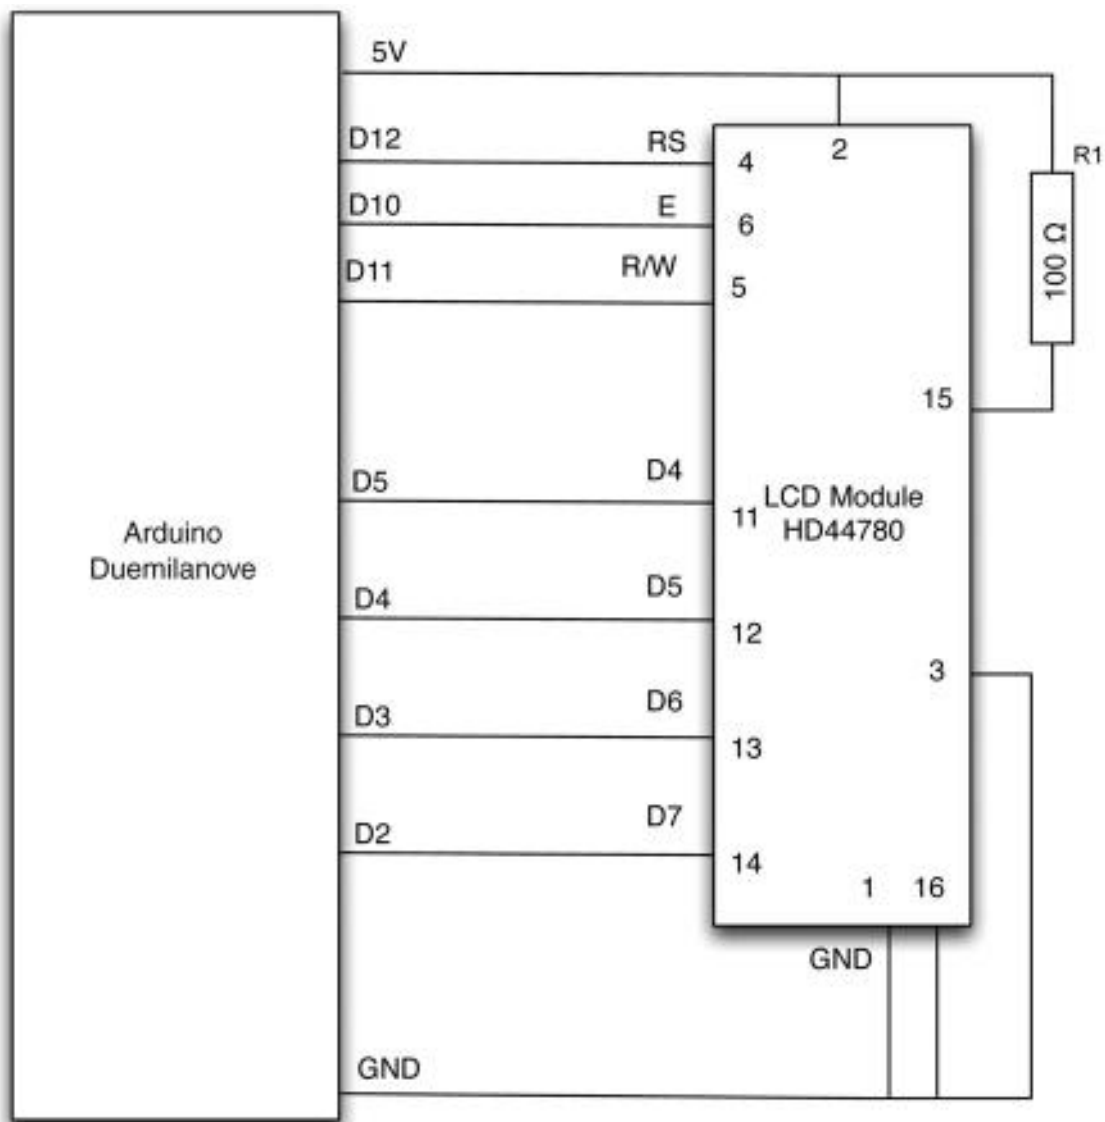 5V
D12
RS
4
2
R1
D10
E
6
D11
R/W
5
100 Ω
15
D5
D4
11
LCD Module
HD44780
Arduino
Duemilanove
D4
D5
12
3
D3
D6
13
D2
D7
14
1
16
GND
GND